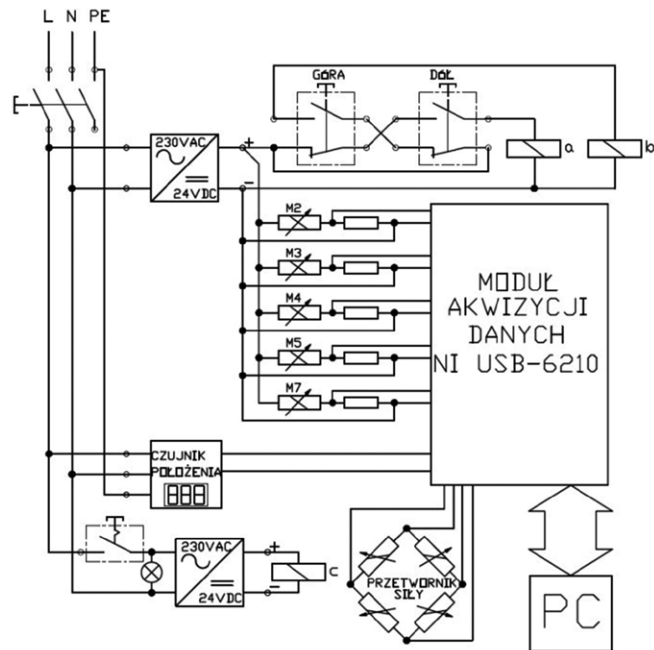 L N PE
GÓRA
DÓŁ
230VAC
24VDC
+
-
a
b
M2
M3
M4
M5
M7
MODUŁ
AKWIZYCJI
DANYCH
NI USB-6210
CZUJNIK
POŁOŻENIA
888
230VAC
24VDC
+
-
c
PRZETWORNIK
SIŁY
PC